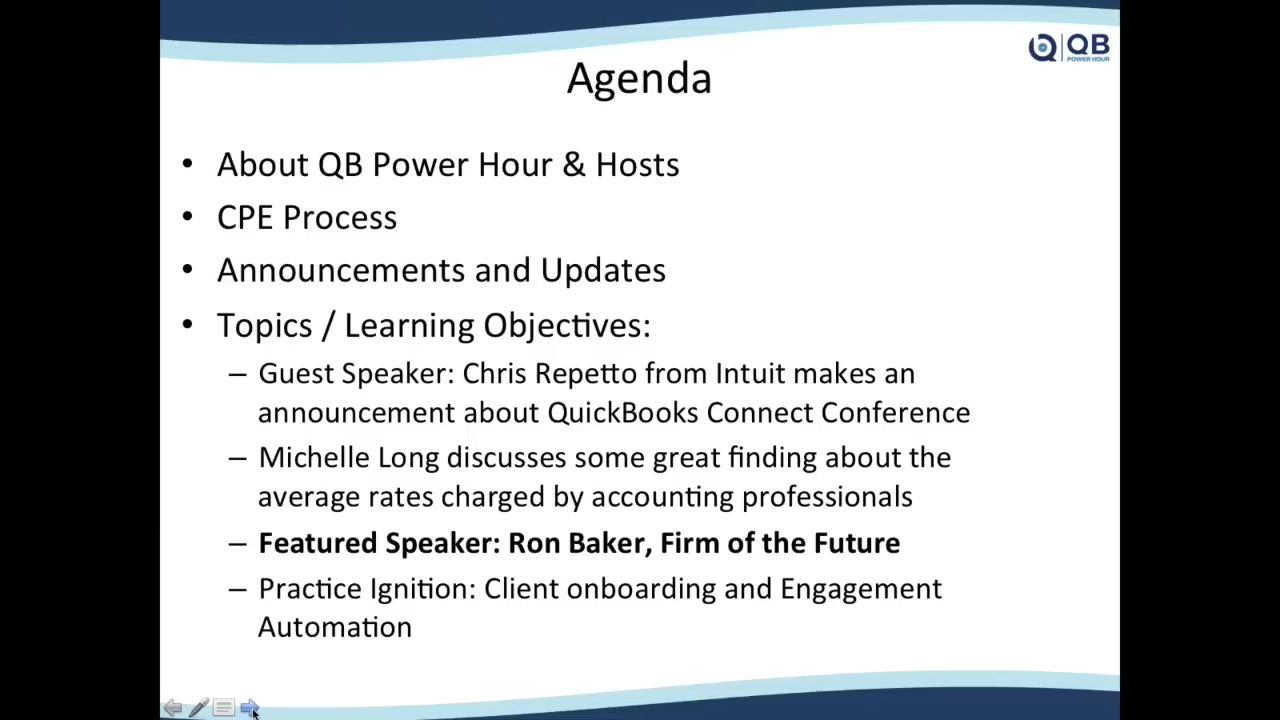 QB
POWER HOUR
Agenda
• About QB Power Hour & Hosts
• CPE Process
• Announcements and Updates
• Topics / Learning Objectives:
– Guest Speaker: Chris Repetto from Intuit makes an
announcement about QuickBooks Connect Conference
– Michelle Long discusses some great finding about the
average rates charged by accounting professionals
– Featured Speaker: Ron Baker, Firm of the Future
– Practice Ignition: Client onboarding and Engagement
Automation